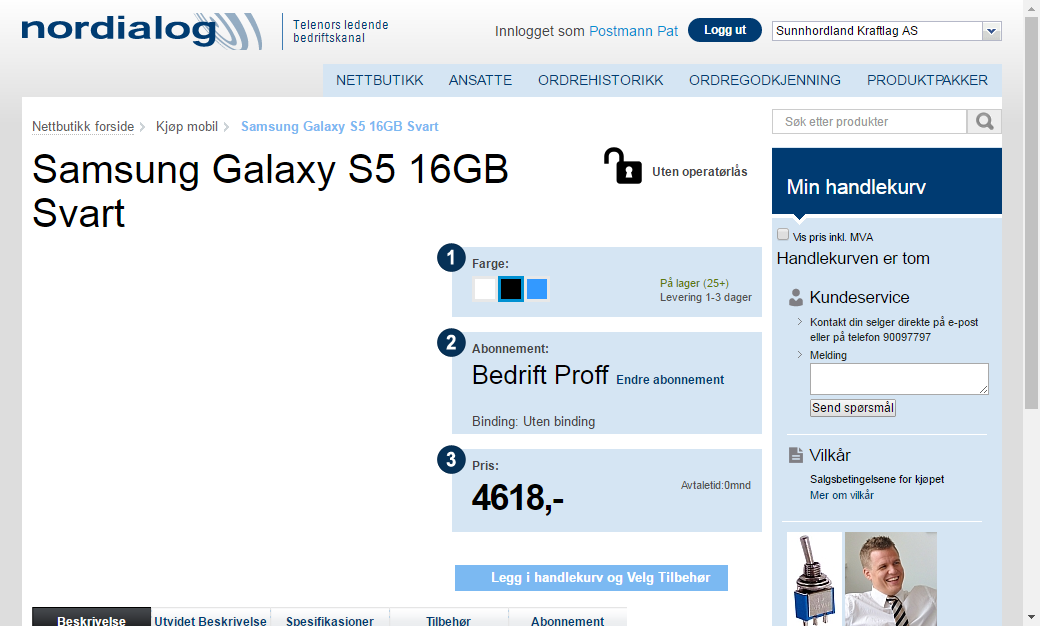 nordialog
Telenors ledende
bedriftskanal
Innlogget som Postmann Pat
Logg ut
Sunnhordland Kraftlag AS
NETTBUTIKK ANSATTE ORDREHISTORIKK ORDREGODKJENNING PRODUKTPAKKER
Nettbutikk forside Kjøp mobil Samsung Galaxy S5 16GB Svart
Søk etter produkter
Samsung Galaxy S5 16GB
Svart
Uten operatørlås
1
Farge:
På lager (25+)
Levering 1-3 dager
2
Abonnement:
Bedrift Proff Endre abonnement
Binding: Uten binding
3
Pris:
4618,-
Avtaletid:0mnd
Legg i handlekurv og Velg Tilbehør
Beskrivelse Utvidet Beskrivelse Spesifikasjoner Tilbehør Abonnement
Min handlekurv
Vis pris inkl. MVA
Handlekurven er tom
Kundeservice
Kontakt din selger direkte på e-post
eller på telefon 90097797
Melding
Send spørsmål
Vilkår
Salgsbetingelsene for kjøpet
Mer om vilkår